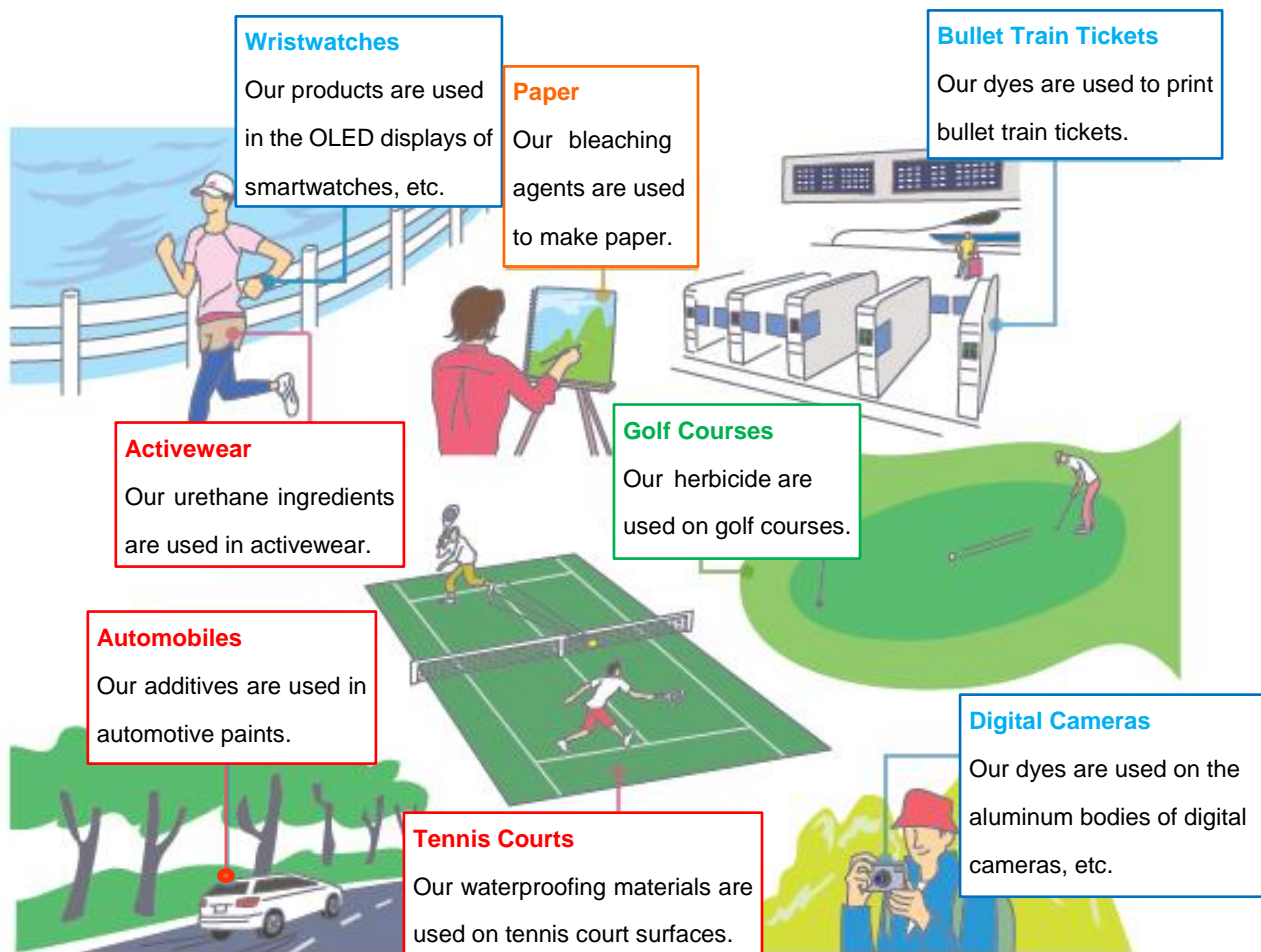 Wristwatches
Our products are used
in the OLED displays of
smartwatches, etc.
Paper
Our bleaching
agents are used
to make paper.
Bullet Train Tickets
Our dyes are used to print
bullet train tickets.
Activewear
Our urethane ingredients
are used in activewear.
Golf Courses
Our herbicide are
used on golf courses.
Automobiles
Our additives are used in
automotive paints.
Tennis Courts
Our waterproofing materials are
used on tennis court surfaces.
Digital Cameras
Our dyes are used on the
aluminum bodies of digital
cameras, etc.